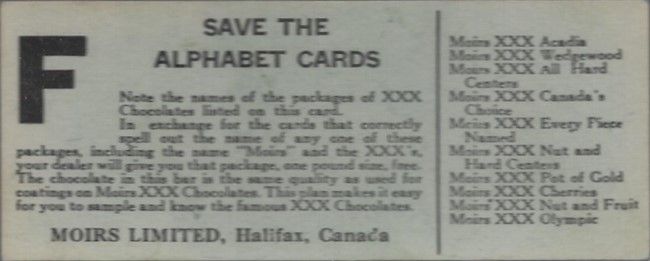 F
SAVE THE
ALPHABET CARDS
Note the names of the packages of XXX
Chocolates listed on this card.
In exchange for the cards that correctly
spell out the name of any one of these
packages, including the name "Moirs" and the XXX's,
your dealer will give you that package, one pound size, free.
The chocolate in this bar is the same quality as used for
coatings on Moirs XXX Chocolates. This plan makes it easy
for you to sample and know the famous XXX Chocolates.
MOIRS LIMITED, Halifax, Canada
Moirs XXX Acadia
Moirs XXX Wedgewood
Moirs XXX All Hard
Centers
Moirs XXX Canada's
Choice
Moirs XXX Every Piece
Named
Moirs XXX Nut and
Hard Centers
Moirs XXX Pot of Gold
Moirs XXX Cherries
Moirs XXX Nut and Fruit
Moirs XXX Olympic